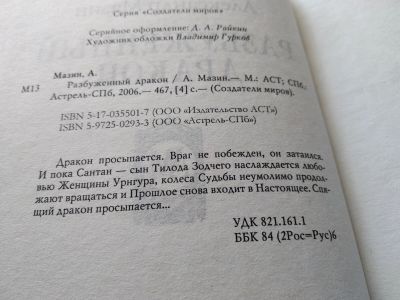 Серия «Создатели миров»
Серийное оформление: Д. А. Райкин
Художник обложки Владимир Гурков
Мазин, А.
М13 Разбуженный дракон / А. Мазин.— М.: АСТ; СПб.:
Астрель-СПб, 2006.— 467, [4] с.— (Создатели миров).
ISBN 5-17-035501-7 (ООО «Издательство АСТ»)
ISBN 5-9725-0293-3 (ООО «Астрель-СПб»)
Дракон просыпается. Враг не побежден, он затаился.
И пока Сантан — сын Тилода Зодчего наслаждается любо-
вью Женщины Урнгура, колеса Судьбы неумолимо продол-
жают вращаться и Прошлое снова входит в Настоящее. Спя-
щий дракон просыпается...
УДК 821.161.1
ББК 84 (2Рос=Рус)6